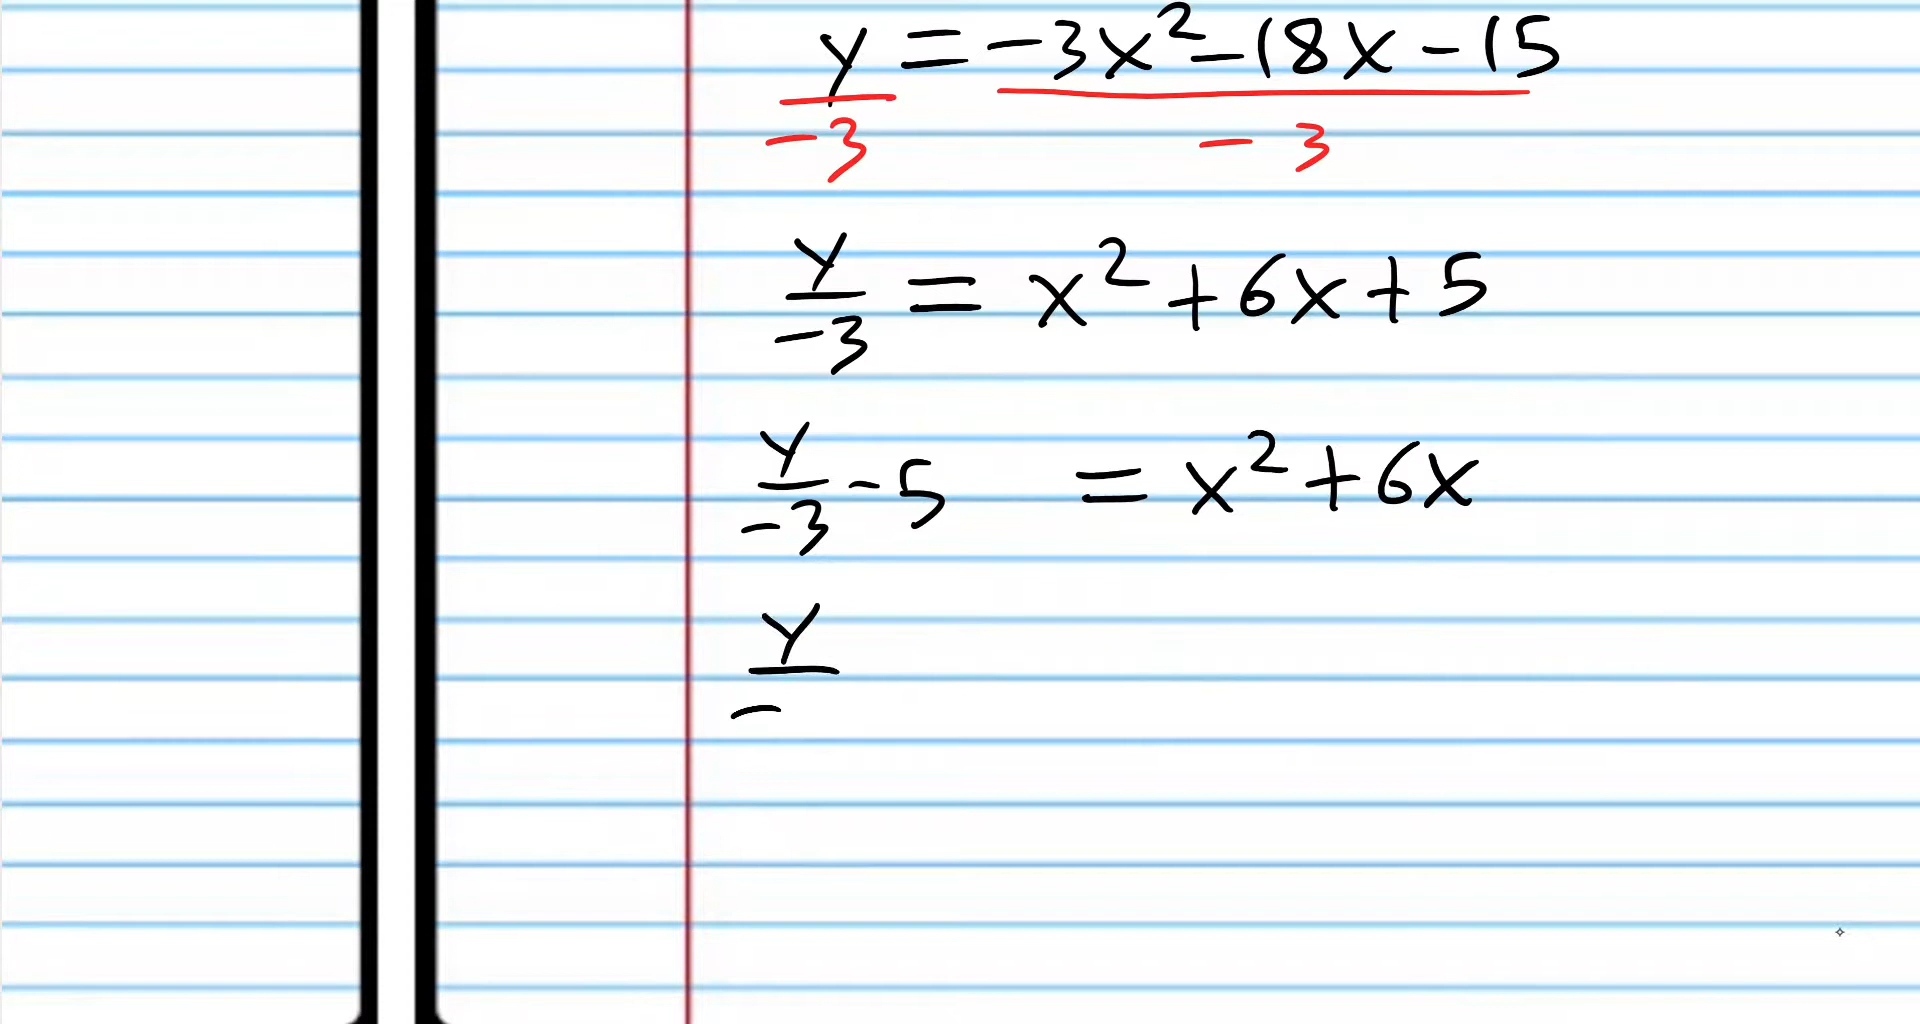 y = -3x² - 18x - 15
-3 -3
y/-3 = x² + 6x + 5
y/-3 - 5 = x² + 6x
y/-